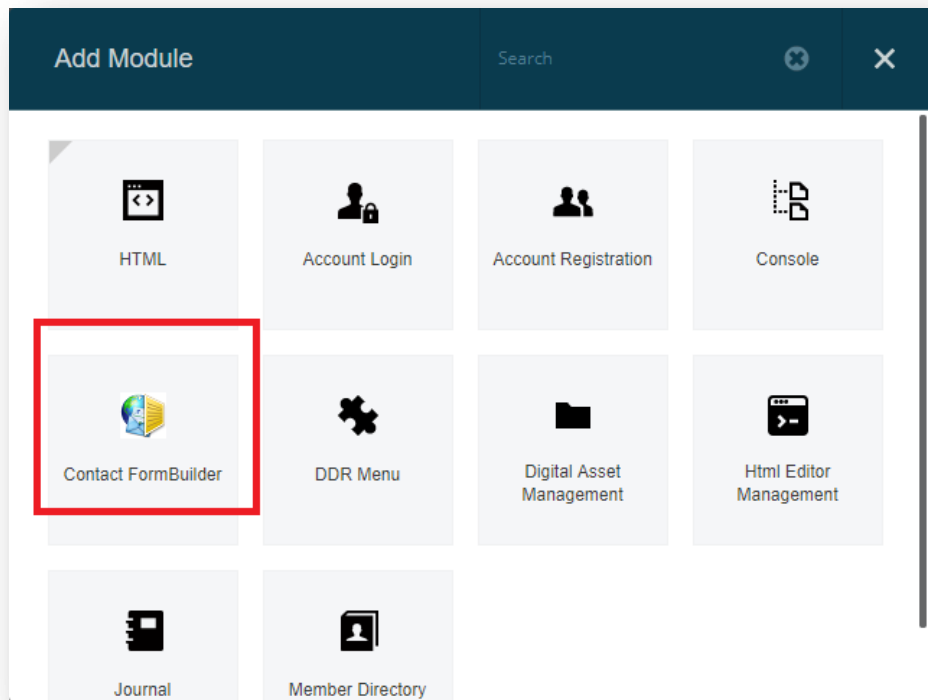 Add Module
Search
HTML
Account Login
Account Registration
Console
Contact FormBuilder
DDR Menu
Digital Asset
Management
Html Editor
Management
Journal
Member Directory